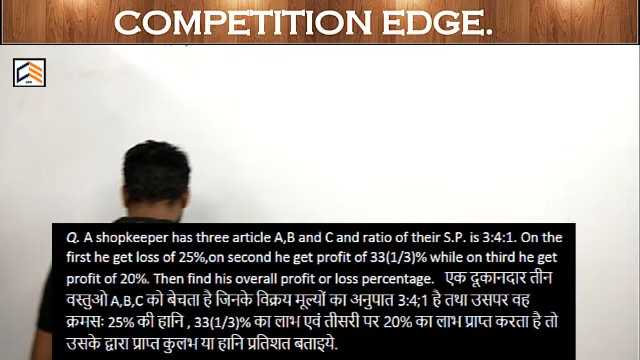 COMPETITION EDGE.
Q. A shopkeeper has three article A,B and C and ratio of their S.P. is 3:4:1. On the
first he get loss of 25%,on second he get profit of 33(1/3)% while on third he get
profit of 20%. Then find his overall profit or loss percentage. एक दूकानदार तीन
वस्तुओ A,B,C को बेचता है जिनके विक्रय मूल्यों का अनुपात 3:4;1 है तथा उसपर वह
क्रमसः 25% की हानि , 33(1/3)% का लाभ एवं तीसरी पर 20% का लाभ प्राप्त करता है तो
उसके द्वारा प्राप्त कुलभ या हानि प्रतिशत बताइये.